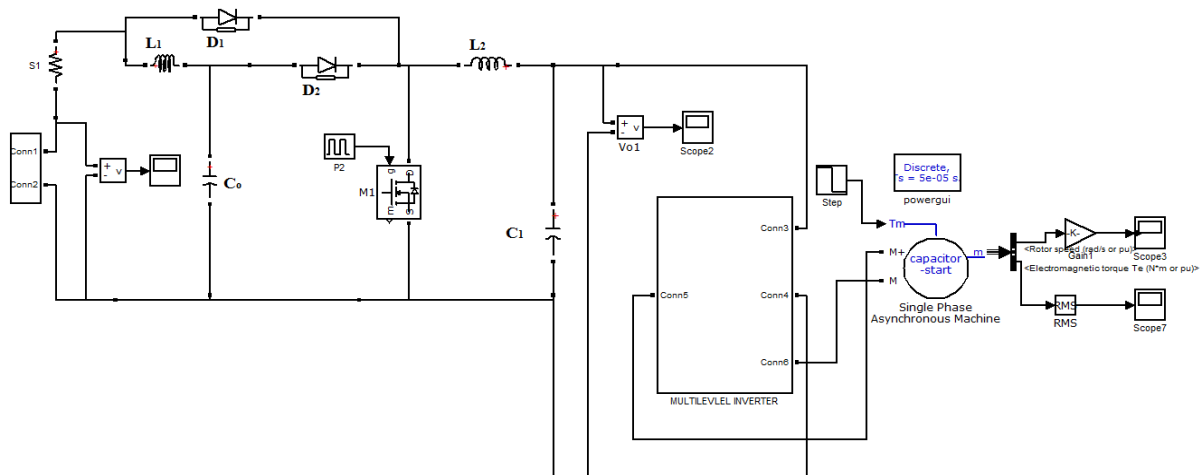 D1
L1
L2
S1
D2
Conn1
Conn2
+
-
v
Co
P2
g
D
M1
m
S
C1
+
-
v
Vo1
Scope2
Conn3
Conn5
Conn4
Conn6
MULTILEVLEL INVERTER
Step
Discrete,
Ts = 5e-05 s.
powergui
Tm
M+
M
capacitor
-start
m
Single Phase
Asynchronous Machine
-K-
Gain1
<Rotor speed (rad/s or pu)>
<Electromagnetic torque Te (N*m or pu)>
Scope3
RMS
RMS
Scope7